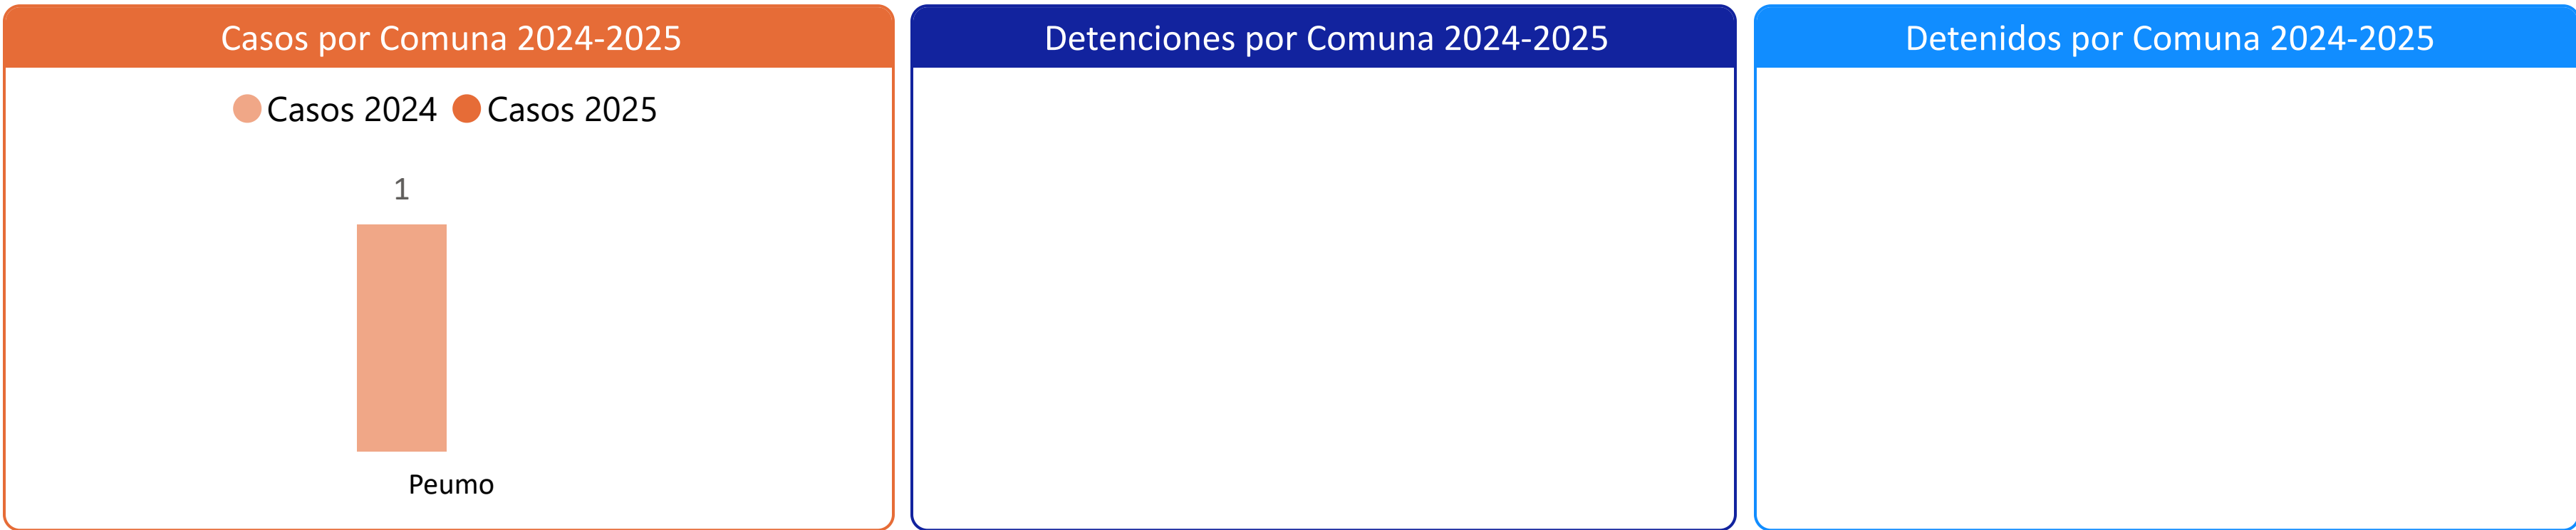 Casos por Comuna 2024-2025
Casos 2024 Casos 2025
1
Peumo
Detenciones por Comuna 2024-2025
Detenidos por Comuna 2024-2025